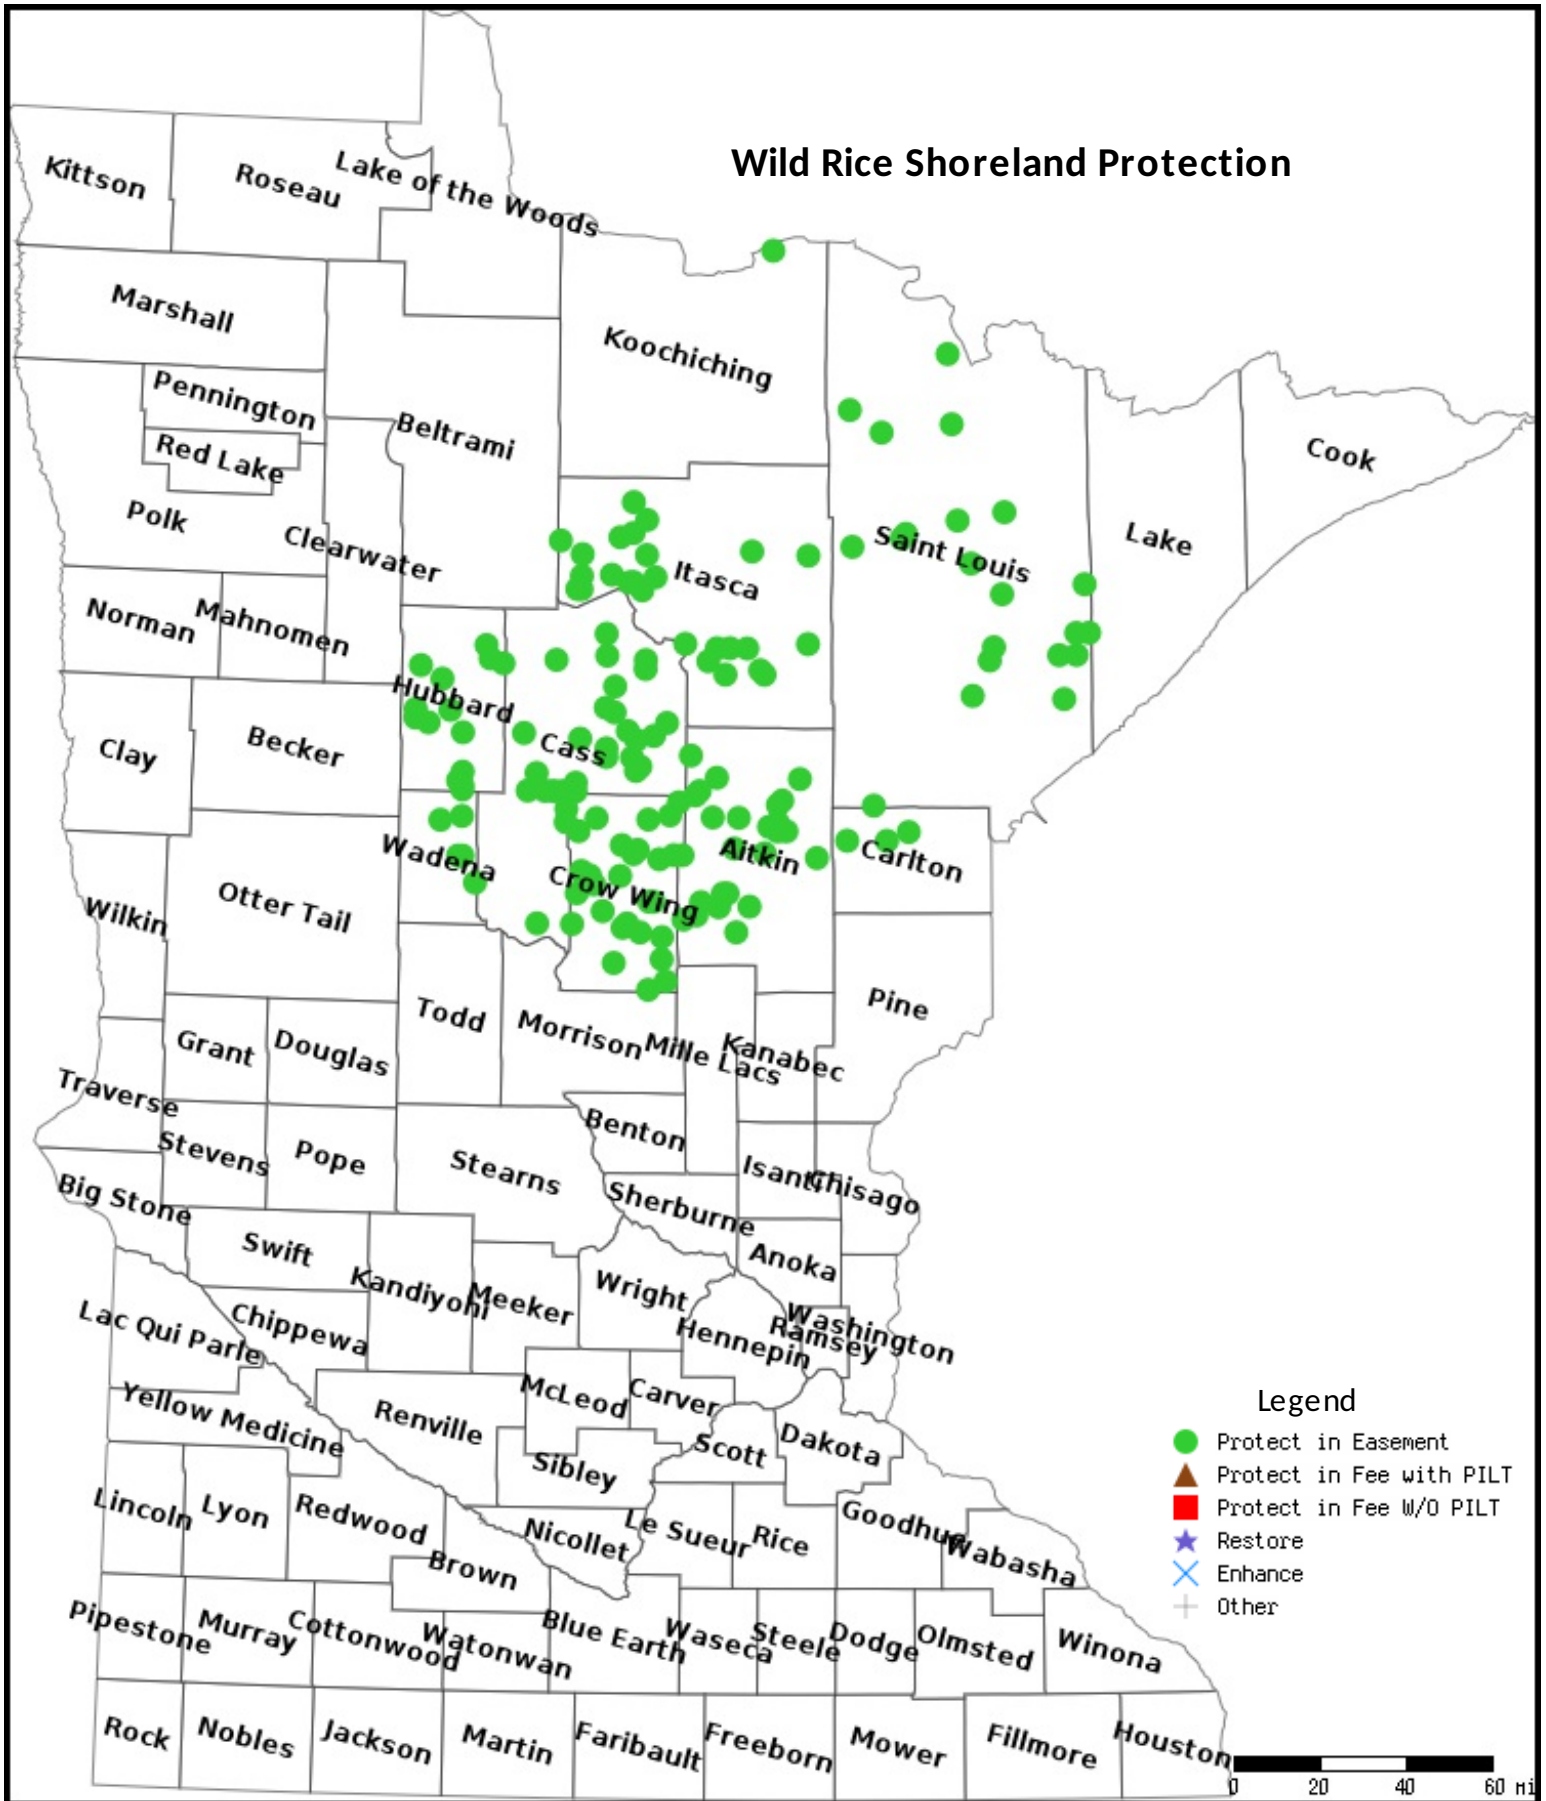 Wild Rice Shoreland Protection
Kittson
Roseau
Lake of the Woods
Marshall
Koochiching
Pennington
Beltrami
Red Lake
Cook
Polk
Clearwater
Saint Louis
Lake
Itasca
Norman
Mahnomen
Hubbard
Clay
Becker
Cass
Wadena
Aitkin
Carlton
Otter Tail
Crow Wing
Wilkin
Todd
Pine
Morrison
Mille Lacs
Kanabec
Grant
Douglas
Traverse
Benton
Stevens
Pope
Stearns
Isanti
Chisago
Big Stone
Sherburne
Swift
Anoka
Kandiyohi
Meeker
Wright
Lac Qui Parle
Chippewa
Hennepin
Ramsey
Washington
McLeod
Carver
Yellow Medicine
Renville
Scott
Dakota
Sibley
Lincoln
Lyon
Redwood
Nicollet
Le Sueur
Rice
Goodhue
Wabasha
Brown
Pipestone
Murray
Cottonwood
Watonwan
Blue Earth
Waseca
Steele
Dodge
Olmsted
Winona
Rock
Nobles
Jackson
Martin
Faribault
Freeborn
Mower
Fillmore
Houston
Legend
Protect in Easement
Protect in Fee with PILT
Protect in Fee W/O PILT
Restore
Enhance
Other
0 20 40 60 mi